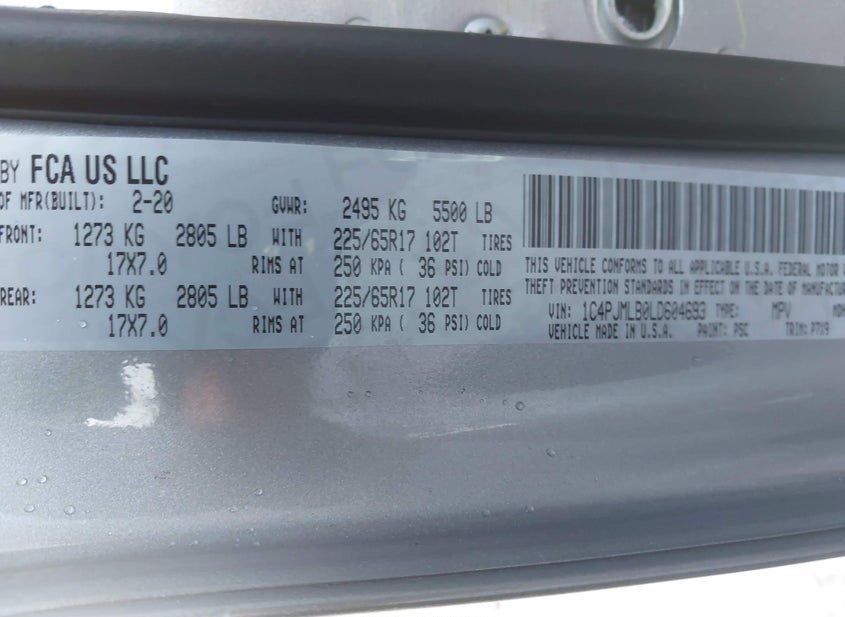 BY FCA US LLC
OF MFR(BUILT): 2-20 GVWR: 2495 KG 5500 LB
FRONT: 1273 KG 2805 LB WITH 225/65R17 102T TIRES
17X7.0 RIMS AT 250 KPA ( 36 PSI) COLD
REAR: 1273 KG 2805 LB WITH 225/65R17 102T TIRES
17X7.0 RIMS AT 250 KPA ( 36 PSI) COLD
THIS VEHICLE CONFORMS TO ALL APPLICABLE U.S.A. FEDERAL MOTOR
THEFT PREVENTION STANDARDS IN EFFECT ON THE DATE OF MANUFACTUR
VIN: 1C4PJMLB0LD604693 TYPE: MPV
VEHICLE MADE IN U.S.A. PAINT: PSC TRIM: